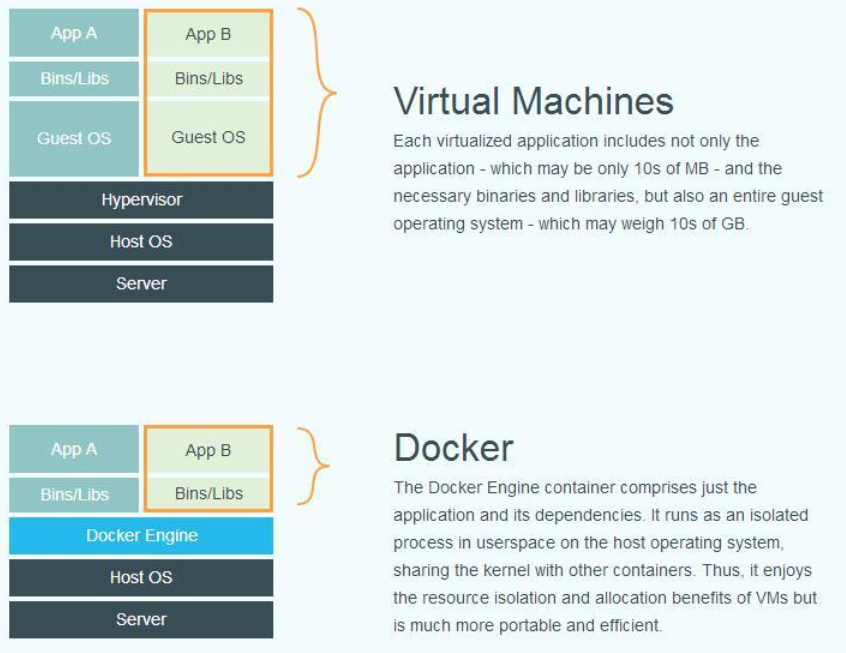 App A App B
Bins/Libs Bins/Libs
Guest OS Guest OS
Hypervisor
Host OS
Server
Virtual Machines
Each virtualized application includes not only the
application - which may be only 10s of MB - and the
necessary binaries and libraries, but also an entire guest
operating system - which may weigh 10s of GB.
App A App B
Bins/Libs Bins/Libs
Docker Engine
Host OS
Server
Docker
The Docker Engine container comprises just the
application and its dependencies. It runs as an isolated
process in userspace on the host operating system,
sharing the kernel with other containers. Thus, it enjoys
the resource isolation and allocation benefits of VMs but
is much more portable and efficient.